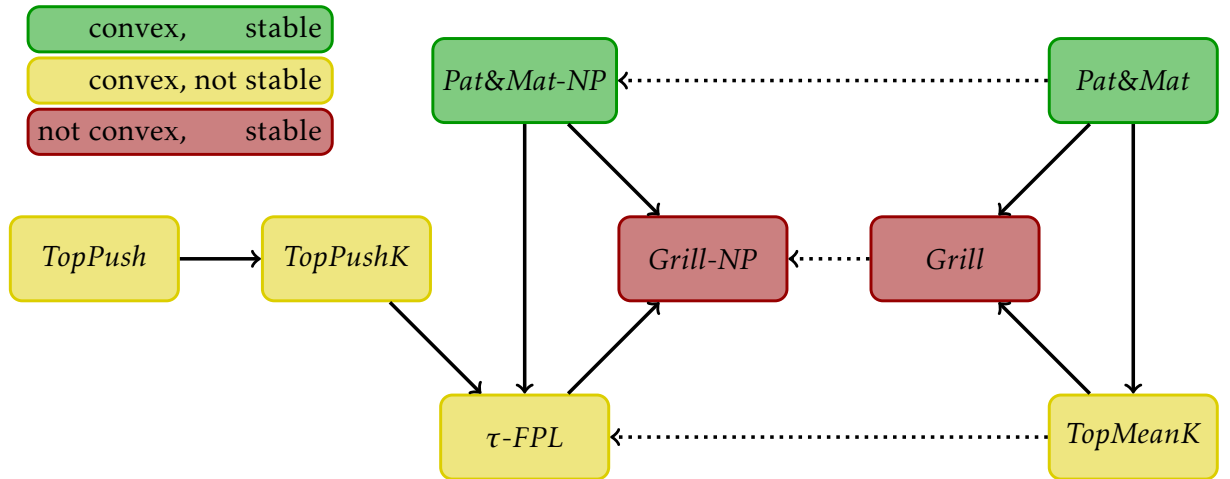 convex, stable
convex, not stable
not convex, stable
Pat&Mat-NP
Pat&Mat
TopPush
TopPushK
Grill-NP
Grill
τ-FPL
TopMeanK